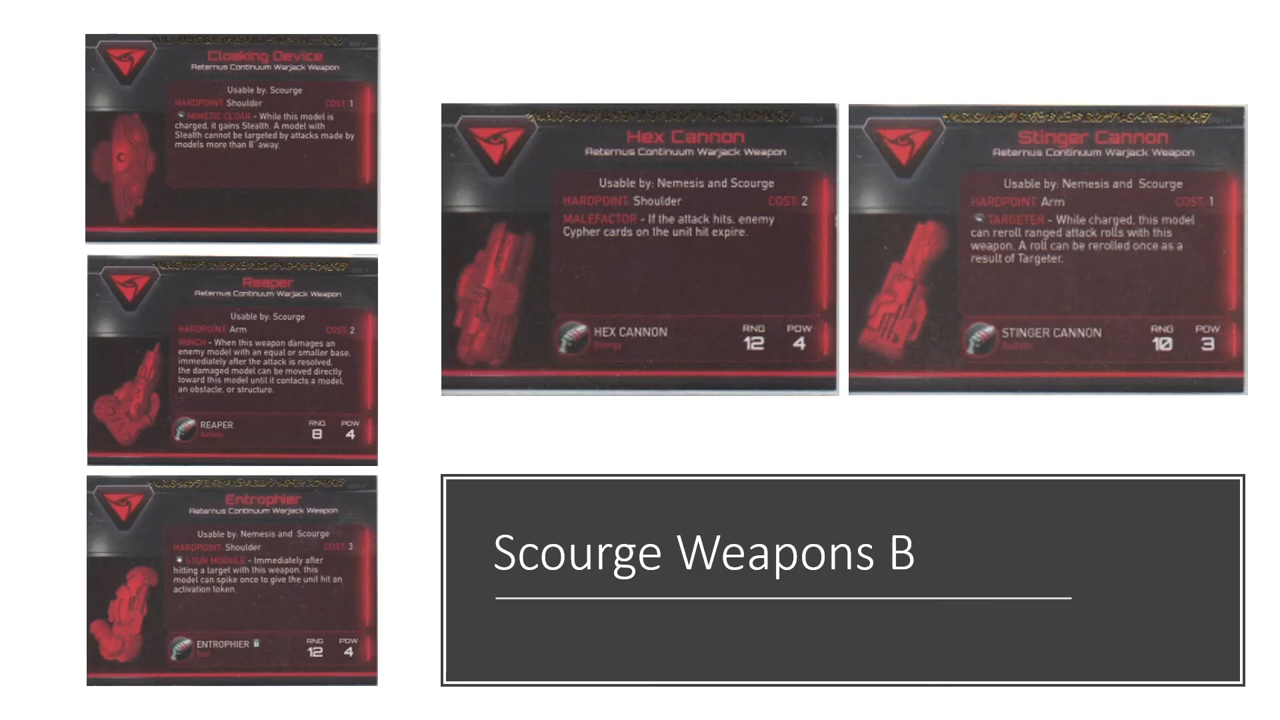 Cloaking Device
Aeternus Continuum Warjack Weapon
Usable by: Scourge
HARDPOINT: Shoulder COST: 1
MIMETIC CLOAK - While this model is
charged, it gains Stealth. A model with
Stealth cannot be targeted by attacks made by
models more than 8" away.
Reaper
Aeternus Continuum Warjack Weapon
Usable by: Scourge
HARDPOINT: Arm COST: 2
WINCH - When this weapon damages an
enemy model with an equal or smaller base,
immediately after the attack is resolved,
the damaged model can be moved directly
toward this model until it contacts a model,
an obstacle, or structure.
REAPER RNG POW
Ballistic 8 4
Entrophier
Aeternus Continuum Warjack Weapon
Usable by: Nemesis and Scourge
HARDPOINT: Shoulder COST: 3
STUN MODULE - Immediately after
hitting a target with this weapon, this
model can spike once to give the unit hit an
activation token.
ENTROPHIER RNG POW
12 4
Hex Cannon
Aeternus Continuum Warjack Weapon
Usable by: Nemesis and Scourge
HARDPOINT: Shoulder COST: 2
MALEFACTOR - If the attack hits, enemy
Cypher cards on the unit hit expire.
HEX CANNON RNG POW
Energy 12 4
Stinger Cannon
Aeternus Continuum Warjack Weapon
Usable by: Nemesis and Scourge
HARDPOINT: Arm COST: 1
TARGETER - While charged, this model
can reroll ranged attack rolls with this
weapon. A roll can be rerolled once as a
result of Targeter.
STINGER CANNON RNG POW
Ballistic 10 3
Scourge Weapons B